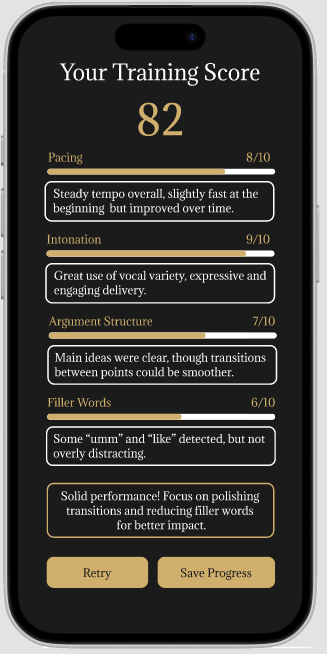 Your Training Score
82
Pacing 8/10
Steady tempo overall, slightly fast at the
beginning but improved over time.
Intonation 9/10
Great use of vocal variety, expressive and
engaging delivery.
Argument Structure 7/10
Main ideas were clear, though transitions
between points could be smoother.
Filler Words 6/10
Some “umm” and “like” detected, but not
overly distracting.
Solid performance! Focus on polishing
transitions and reducing filler words
for better impact.
Retry Save Progress